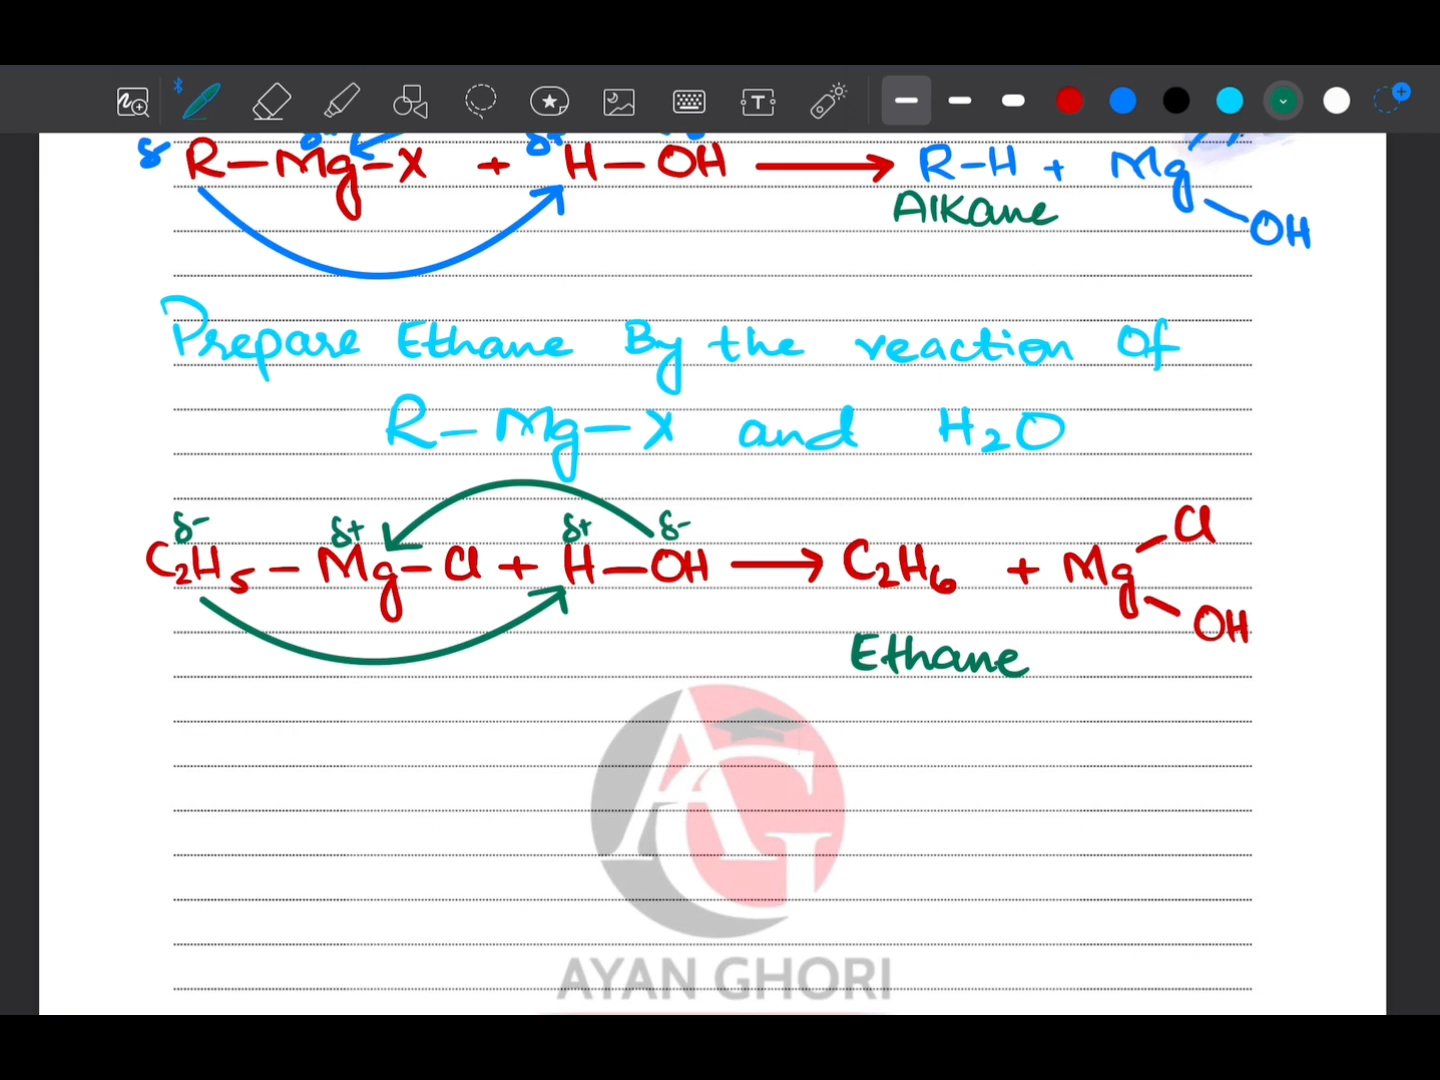 δ- R-Mg-X + δ+ H-OH ⟶ R-H + Mg
Alkane
OH
Prepare Ethane By the reaction Of
R-Mg-X and H₂O
δ- δ+ δ+ δ- Cl
C₂H₅-Mg-Cl + H-OH ⟶ C₂H₆ + Mg
OH
Ethane
AG
AYAN GHORI